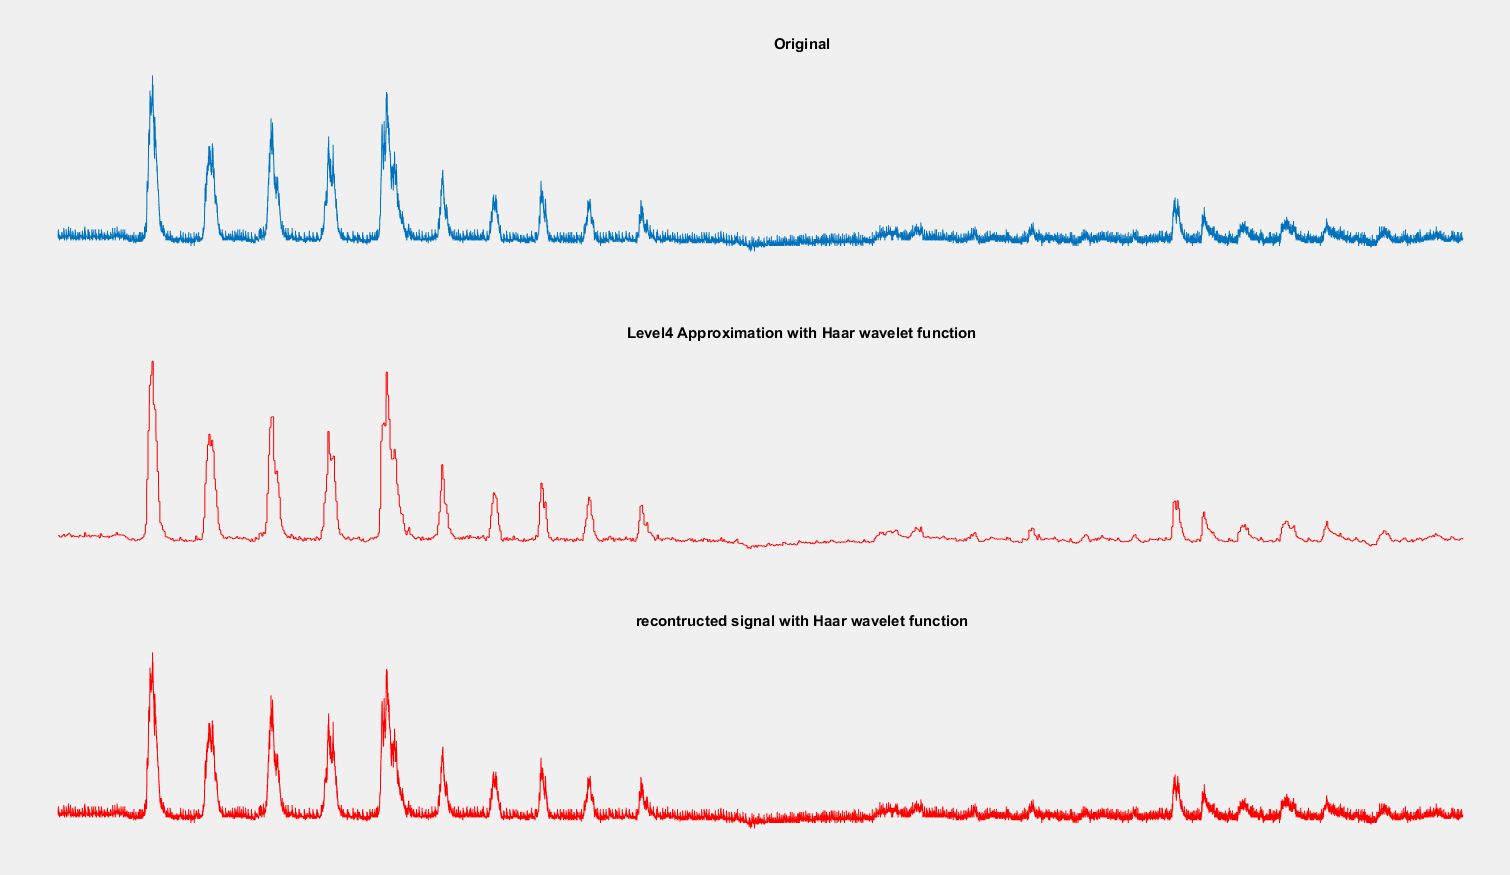 Original
Level4 Approximation with Haar wavelet function
recontructed signal with Haar wavelet function